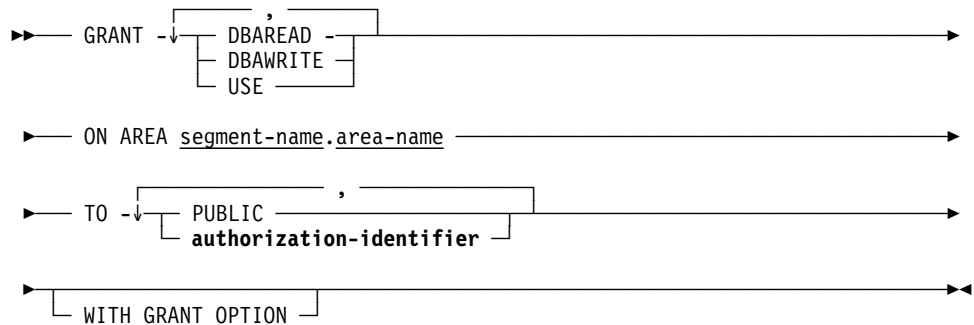 ,
GRANT DBAREAD
DBAWRITE
USE
ON AREA segment-name.area-name
,
TO PUBLIC
authorization-identifier
WITH GRANT OPTION